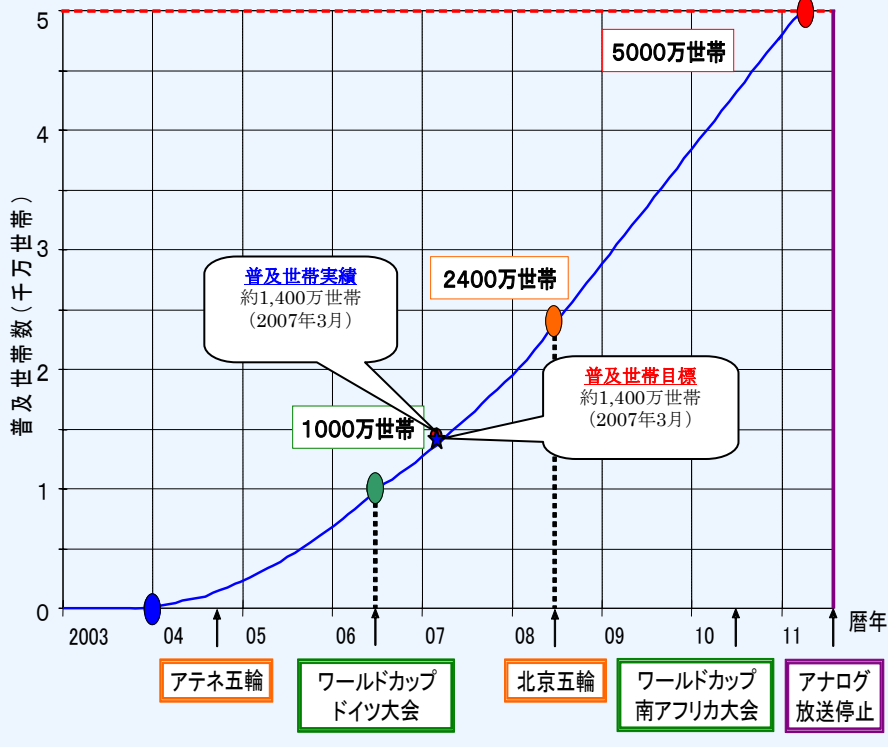 5
5000万世帯
4
3
普及世帯数(千万世帯)
普及世帯実績
約1,400万世帯
(2007年3月)
2400万世帯
2
普及世帯目標
約1,400万世帯
(2007年3月)
1000万世帯
1
0
2003 04 05 06 07 08 09 10 11 暦年
アテネ五輪
ワールドカップ
ドイツ大会
北京五輪
ワールドカップ
南アフリカ大会
アナログ
放送停止